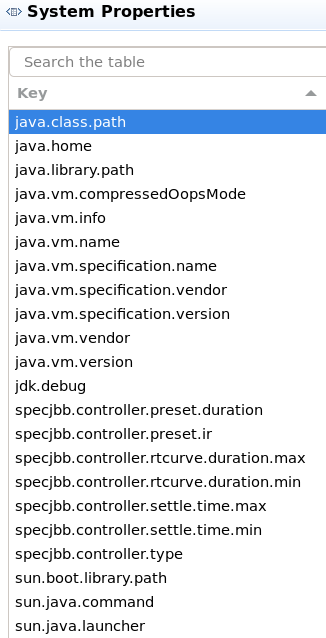 System Properties
Search the table
Key
java.class.path
java.home
java.library.path
java.vm.compressedOopsMode
java.vm.info
java.vm.name
java.vm.specification.name
java.vm.specification.vendor
java.vm.specification.version
java.vm.vendor
java.vm.version
jdk.debug
specjbb.controller.preset.duration
specjbb.controller.preset.ir
specjbb.controller.rtcurve.duration.max
specjbb.controller.rtcurve.duration.min
specjbb.controller.settle.time.max
specjbb.controller.settle.time.min
specjbb.controller.type
sun.boot.library.path
sun.java.command
sun.java.launcher